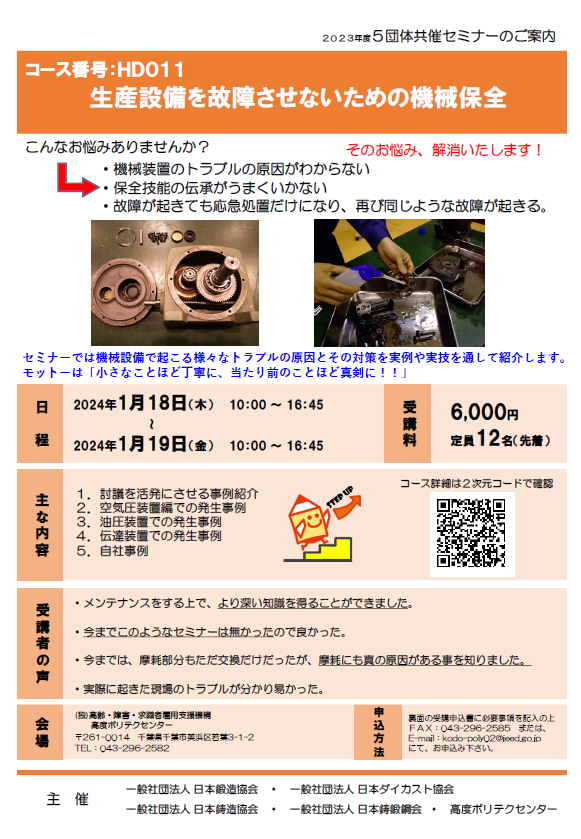 2023年度5団体共催セミナーのご案内
コース番号:HD011
生産設備を故障させないための機械保全
こんなお悩みありませんか?
そのお悩み、解消いたします!
・機械装置のトラブルの原因がわからない
・保全技能の伝承がうまくいかない
・故障が起きても応急処置だけになり、再び同じような故障が起きる。
セミナーでは機械設備で起こる様々なトラブルの原因とその対策を実例や実技を通して紹介します。
モットーは「小さなことほど丁寧に、当たり前のことほど真剣に!!」
日程
2024年1月18日(木) 10:00~16:45
~
2024年1月19日(金) 10:00~16:45
受講料
6,000円
定員12名(先着)
主な内容
1.討議を活発にさせる事例紹介
2.空気圧装置編での発生事例
3.油圧装置での発生事例
4.伝達装置での発生事例
5.自社事例
STEP UP
コース詳細は2次元コードで確認
受講者の声
・メンテナンスをする上で、より深い知識を得ることができました。
・今までこのようなセミナーは無かったので良かった。
・今までは、摩耗部分もただ交換だけだったが、摩耗にも真の原因がある事を知りました。
・実際に起きた現場のトラブルが分かり易かった。
会場
(独)高齢・障害・求職者雇用支援機構
高度ポリテクセンター
〒261-0014 千葉県千葉市美浜区若葉3-1-2
TEL:043-296-2582
申込方法
裏面の受講申込書に必要事項を記入の上
FAX:043-296-2585 または、
E-mail:kodo-poly02@jeed.go.jp
にて、お申込み下さい。
主 催
一般社団法人 日本鍛造協会 ・ 一般社団法人 日本ダイカスト協会
一般社団法人 日本鋳造協会 ・ 一般社団法人 日本鋳鍛鋼会 ・ 高度ポリテクセンター